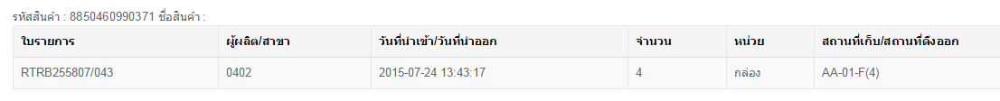 รหัสสินค้า : 8850460990371 ชื่อสินค้า :
ใบรายการ ผู้ผลิต/สาขา วันที่นำเข้า/วันที่นำออก จำนวน หน่วย สถานที่เก็บ/สถานที่ดึงออก
RTRB255807/043 0402 2015-07-24 13:43:17 4 กล่อง AA-01-F(4)